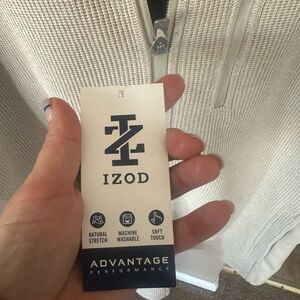 IZOD
NATURAL STRETCH
MACHINE WASHABLE
SOFT TOUCH
ADVANTAGE
PERFORMANCE